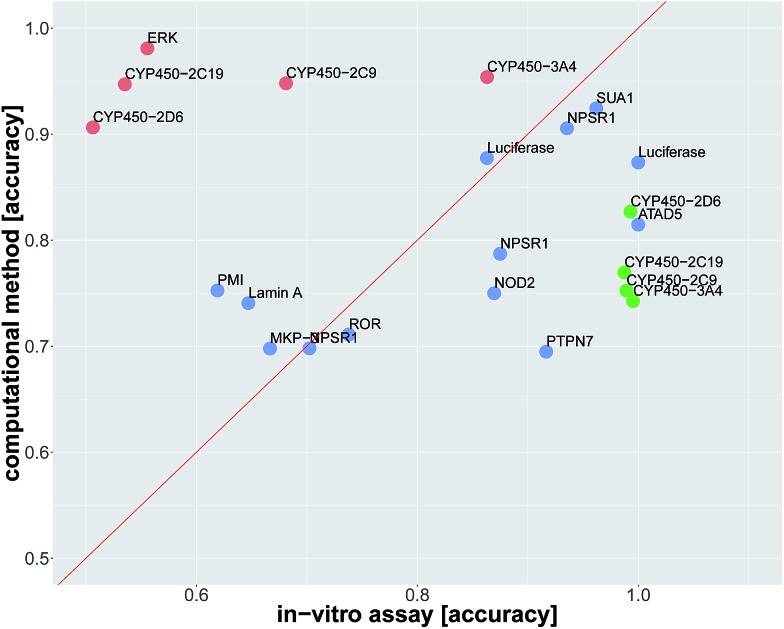 1.0
ERK
CYP450-2C19
CYP450-2C9
CYP450-3A4
CYP450-2D6
SUA1
NPSR1
0.9
Luciferase
Luciferase
CYP450-2D6
ATAD5
0.8
NPSR1
CYP450-2C19
CYP450-2C9
CYP450-3A4
NOD2
PMI
Lamin A
ROR
MKP-3
NPSR1
PTPN7
0.7
0.6
0.5
0.6
0.8
1.0
computational method [accuracy]
in-vitro assay [accuracy]